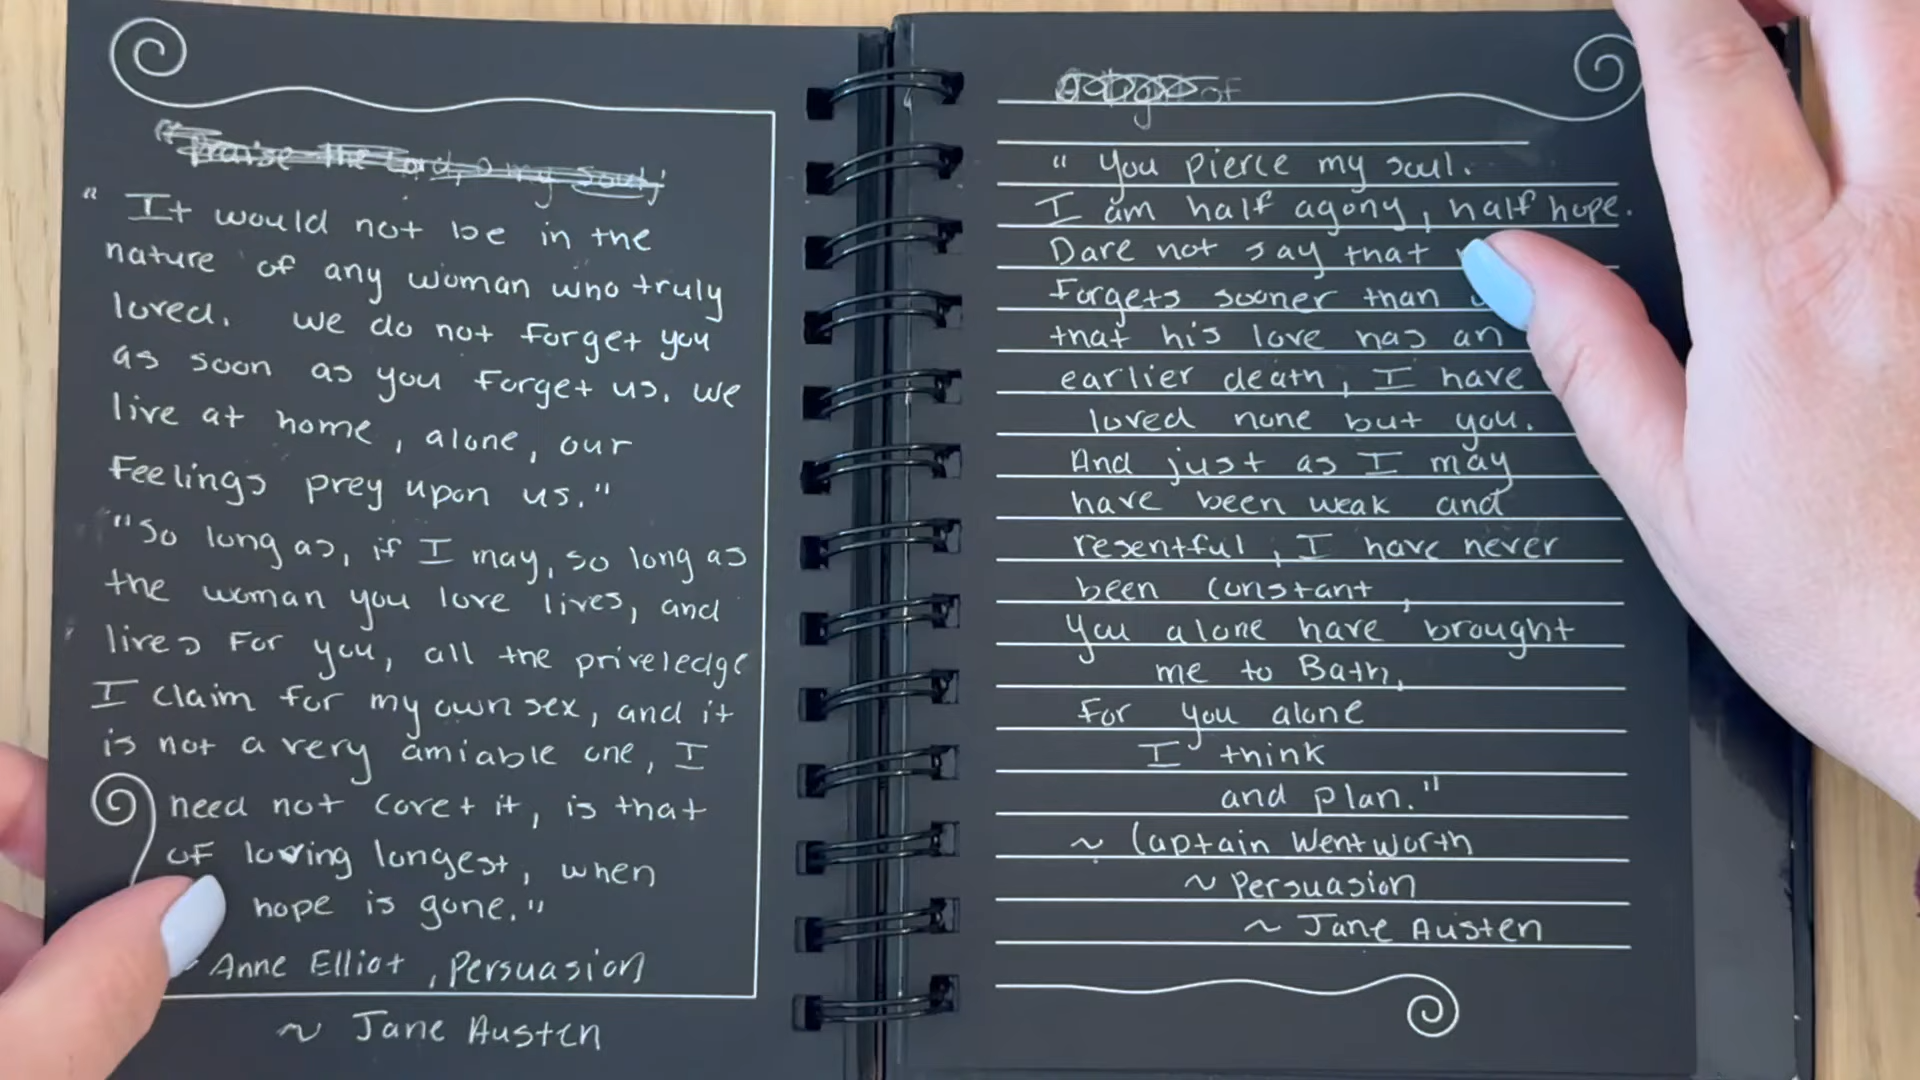 "Praise the Lord, O my Soul;
" It would not be in the
nature of any woman who truly
loved. We do not forget you
as soon as you forget us. We
live at home, alone, our
feelings prey upon us."
"So long as, if I may, so long as
the woman you love lives, and
lives for you, all the priveledge
I claim for my own sex, and it
is not a very amiable one, I
need not covet it, is that
of loving longest, when
hope is gone."
Anne Elliot, Persuasion
~ Jane Austen
of
" You pierce my soul.
I am half agony, half hope.
Dare not say that
forgets sooner than
that his love has an
earlier death, I have
loved none but you.
And just as I may
have been weak and
resentful, I have never
been constant,
You alone have brought
me to Bath,
For you alone
I think
and plan."
~ Captain Wentworth
~ Persuasion
~ Jane Austen